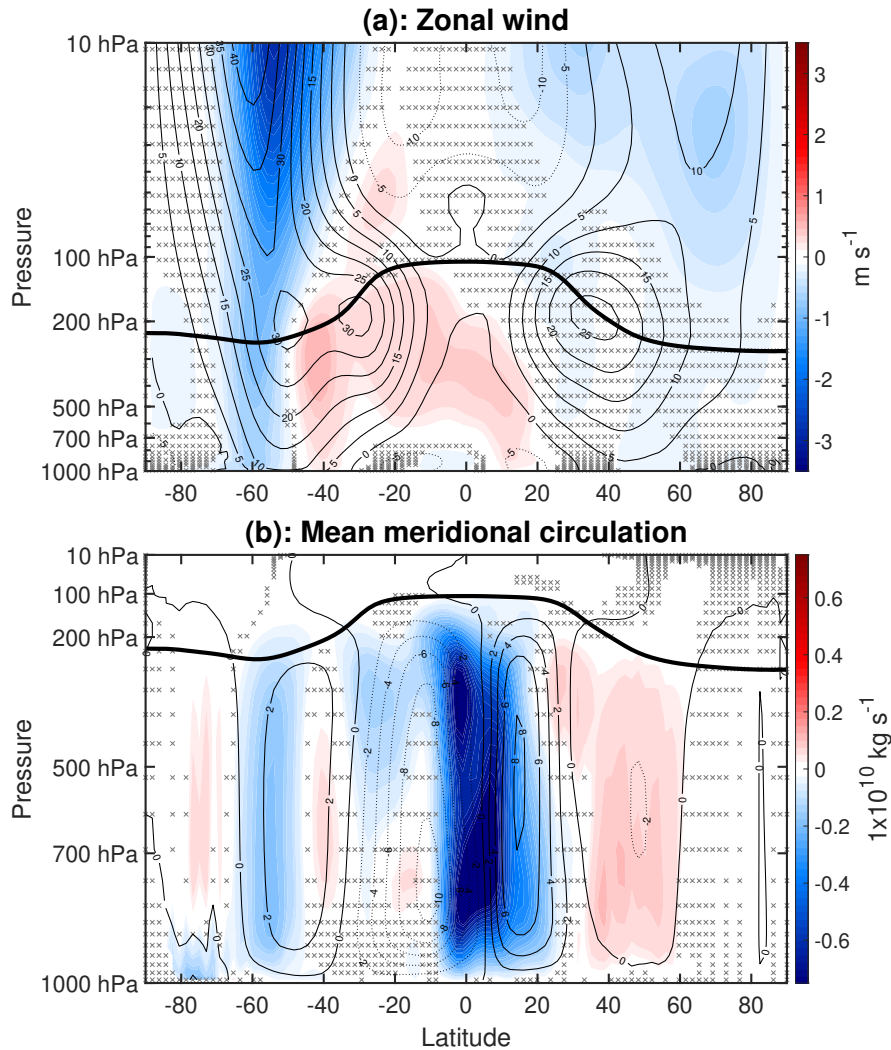 (a): Zonal wind
10 hPa
100 hPa
200 hPa
500 hPa
700 hPa
1000 hPa
Pressure
-80 -60 -40 -20 0 20 40 60 80
3
2
1
0
-1
-2
-3
m s-1
(b): Mean meridional circulation
10 hPa
100 hPa
200 hPa
500 hPa
700 hPa
1000 hPa
Pressure
-80 -60 -40 -20 0 20 40 60 80
Latitude
0.6
0.4
0.2
0
-0.2
-0.4
-0.6
1x10^10 kg s-1